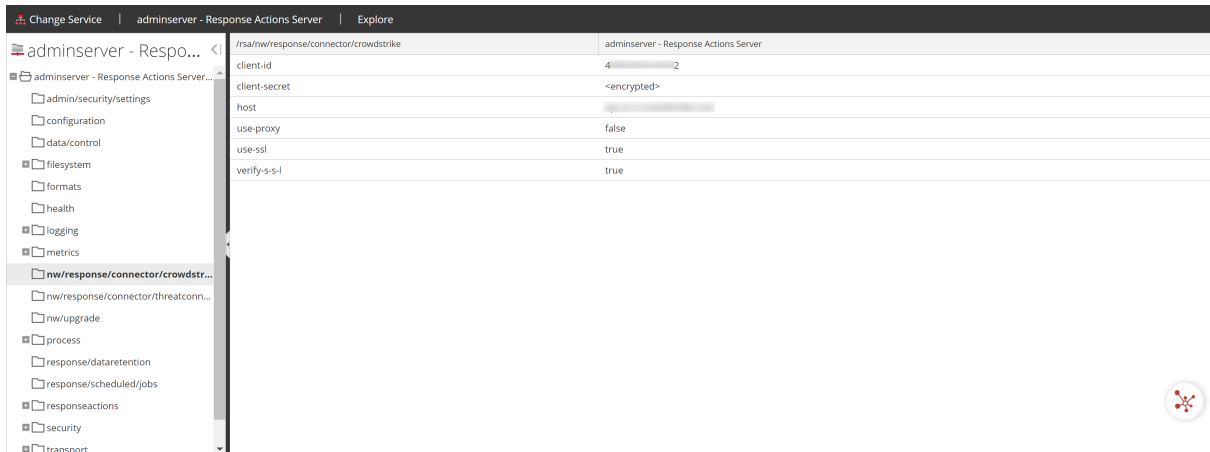 Change Service | adminserver - Response Actions Server | Explore
adminserver - Respo...
adminserver - Response Actions Server...
admin/security/settings
configuration
data/control
filesystem
formats
health
logging
metrics
nw/response/connector/crowdstr...
nw/response/connector/threatconn...
nw/upgrade
process
response/dataretention
response/scheduled/jobs
responseactions
security
transport
/rsa/nw/response/connector/crowdstrike adminserver - Response Actions Server
client-id 4 2
client-secret <encrypted>
host
use-proxy false
use-ssl true
verify-s-s-l true